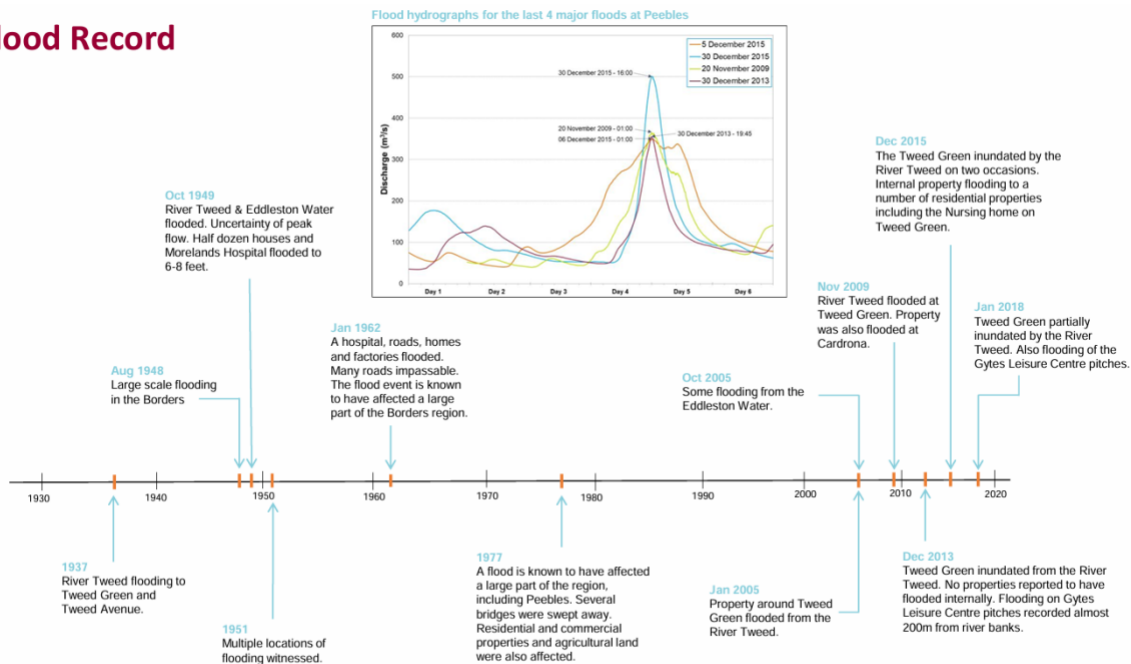 Flood hydrographs for the last 4 major floods at Peebles
lood Record
600
500
400
300
200
100
0
Discharge (m³/s)
5 December 2015
30 December 2015
20 November 2009
30 December 2013
30 December 2015 - 16:00
20 November 2009 - 01:00
06 December 2015 - 01:00
30 December 2013 - 19:45
Day 1
Day 2
Day 3
Day 4
Day 5
Day 6
Oct 1949
River Tweed & Eddleston Water
flooded. Uncertainty of peak
flow. Half dozen houses and
Morelands Hospital flooded to
6-8 feet.
Dec 2015
The Tweed Green inundated by the
River Tweed on two occasions.
Internal property flooding to a
number of residential properties
including the Nursing home on
Tweed Green.
Nov 2009
River Tweed flooded at
Tweed Green. Property
was also flooded at
Cardrona.
Jan 2018
Tweed Green partially
inundated by the River
Tweed. Also flooding of the
Gytes Leisure Centre pitches.
Jan 1962
A hospital, roads, homes
and factories flooded.
Many roads impassable.
The flood event is known
to have affected a large
part of the Borders region.
Aug 1948
Large scale flooding
in the Borders
Oct 2005
Some flooding from the
Eddleston Water.
1930
1940
1950
1960
1970
1980
1990
2000
2010
2020
1937
River Tweed flooding to
Tweed Green and
Tweed Avenue.
1951
Multiple locations of
flooding witnessed.
1977
A flood is known to have affected
a large part of the region,
including Peebles. Several
bridges were swept away.
Residential and commercial
properties and agricultural land
were also affected.
Jan 2005
Property around Tweed
Green flooded from the
River Tweed.
Dec 2013
Tweed Green inundated from the River
Tweed. No properties reported to have
flooded internally. Flooding on Gytes
Leisure Centre pitches recorded almost
200m from river banks.